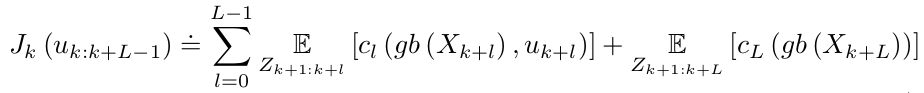 J_k (u_{k:k+L-1}) ≐ \sum_{l=0}^{L-1} \mathbb{E}_{Z_{k+1:k+l}} [c_l (gb (X_{k+l}) , u_{k+l})] + \mathbb{E}_{Z_{k+1:k+L}} [c_L (gb (X_{k+L}))]